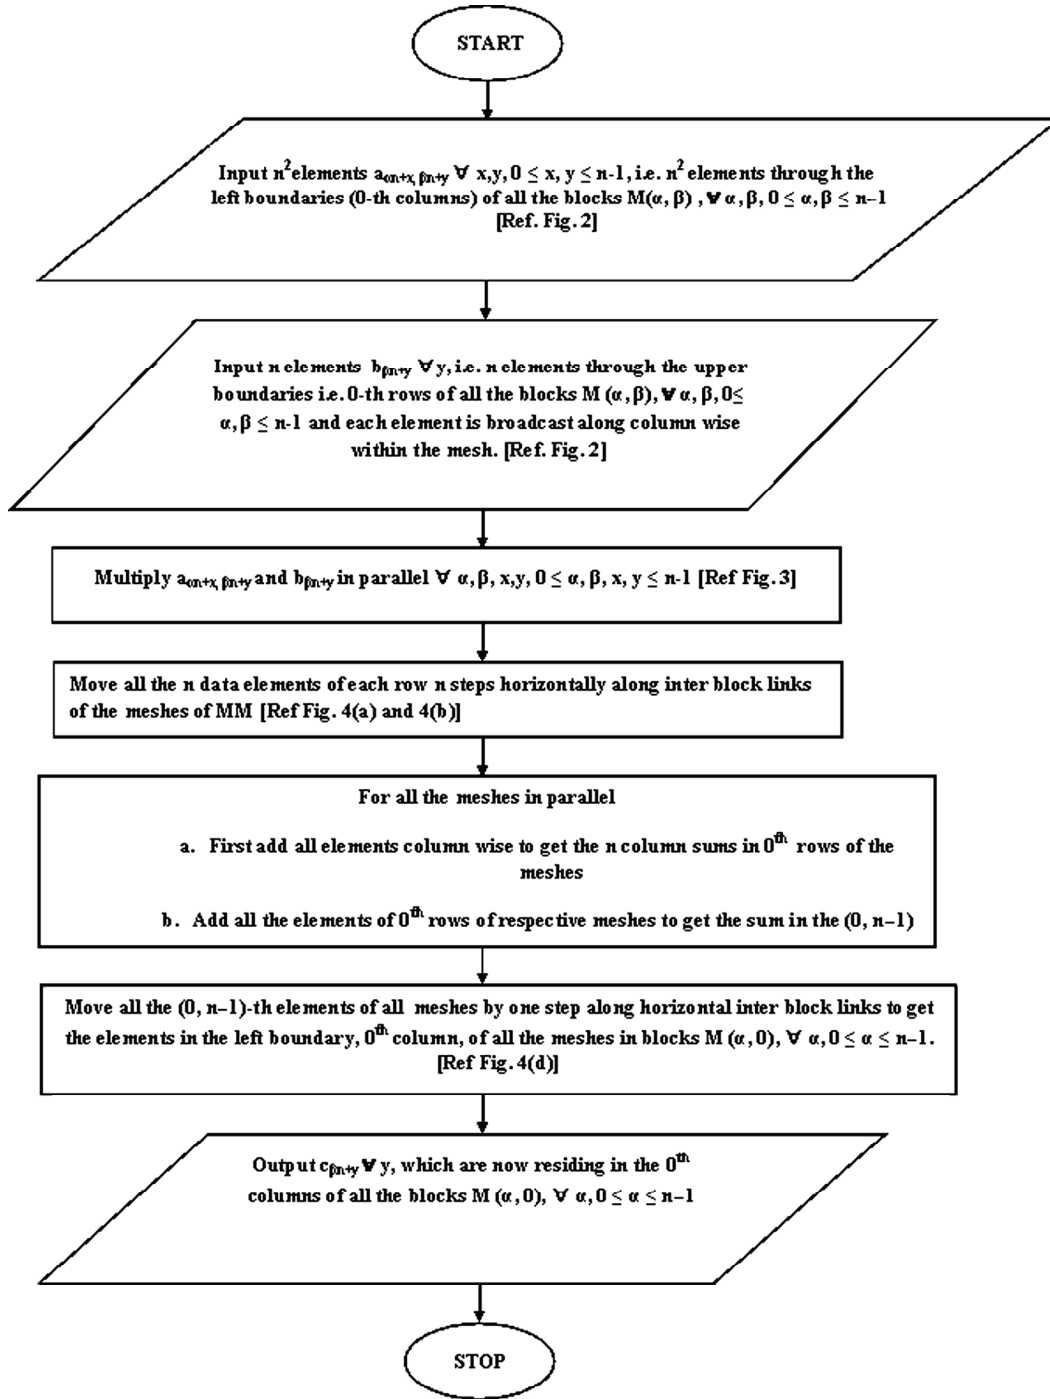 START
Input n² elements aαn+x, βn+y ∀ x,y, 0 ≤ x, y ≤ n-1, i.e. n² elements through the
left boundaries (0-th columns) of all the blocks M(α, β) , ∀ α, β, 0 ≤ α, β ≤ n–1
[Ref. Fig. 2]
Input n elements bβn+y ∀ y, i.e. n elements through the upper
boundaries i.e. 0-th rows of all the blocks M (α, β), ∀ α, β, 0≤
α, β ≤ n-1 and each element is broadcast along column wise
within the mesh. [Ref. Fig. 2]
Multiply aαn+x, βn+y and bβn+y in parallel ∀ α, β, x,y, 0 ≤ α, β, x, y ≤ n-1 [Ref Fig. 3]
Move all the n data elements of each row n steps horizontally along inter block links
of the meshes of MM [Ref Fig. 4(a) and 4(b)]
For all the meshes in parallel
a. First add all elements column wise to get the n column sums in 0th rows of the
meshes
b. Add all the elements of 0th rows of respective meshes to get the sum in the (0, n–1)
Move all the (0, n–1)-th elements of all meshes by one step along horizontal inter block links to get
the elements in the left boundary, 0th column, of all the meshes in blocks M (α, 0), ∀ α, 0 ≤ α ≤ n–1.
[Ref Fig. 4(d)]
Output cβn+y ∀ y, which are now residing in the 0th
columns of all the blocks M (α, 0), ∀ α, 0 ≤ α ≤ n–1
STOP